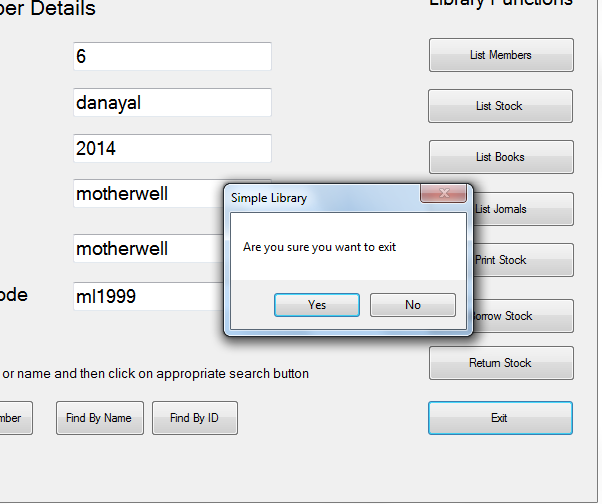 ber Details
Library Functions
6
List Members
danayal
List Stock
2014
List Books
motherwell
Simple Library
List Jornals
Are you sure you want to exit
motherwell
Print Stock
ode
ml1999
Yes
No
Borrow Stock
Return Stock
or name and then click on appropriate search button
mber
Find By Name
Find By ID
Exit